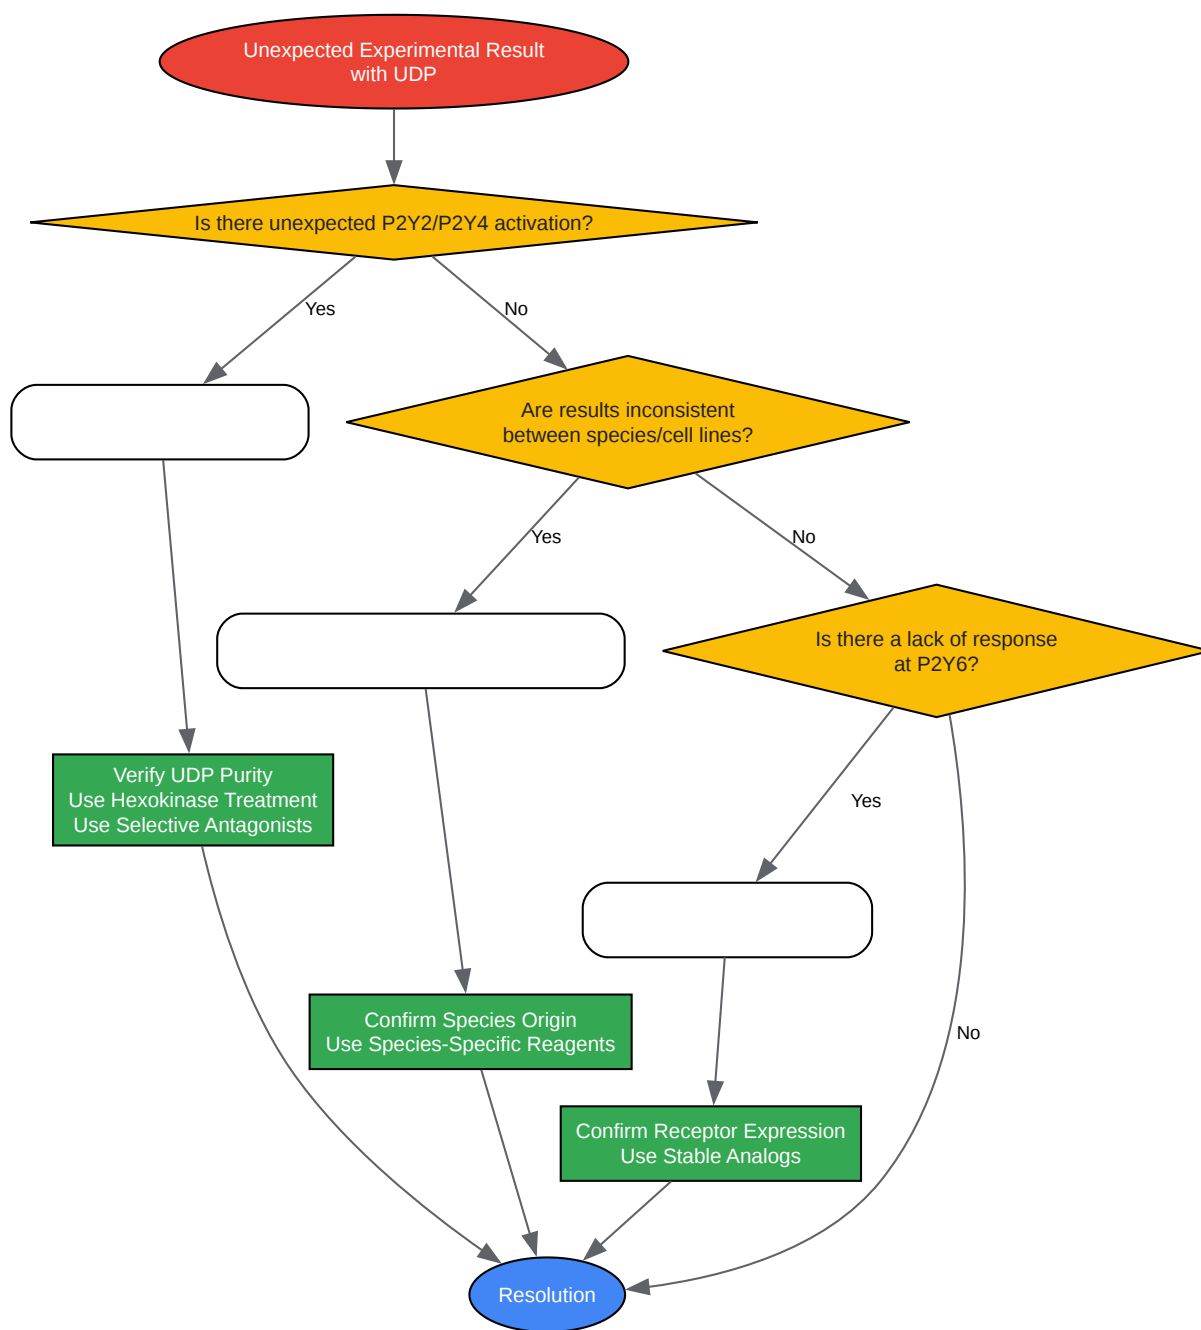 Unexpected Experimental Result
with UDP
Is there unexpected P2Y2/P2Y4 activation?
Yes
No
Are results inconsistent
between species/cell lines?
Yes
No
Is there a lack of response
at P2Y6?
Verify UDP Purity
Use Hexokinase Treatment
Use Selective Antagonists
Yes
Confirm Species Origin
Use Species-Specific Reagents
No
Confirm Receptor Expression
Use Stable Analogs
Resolution